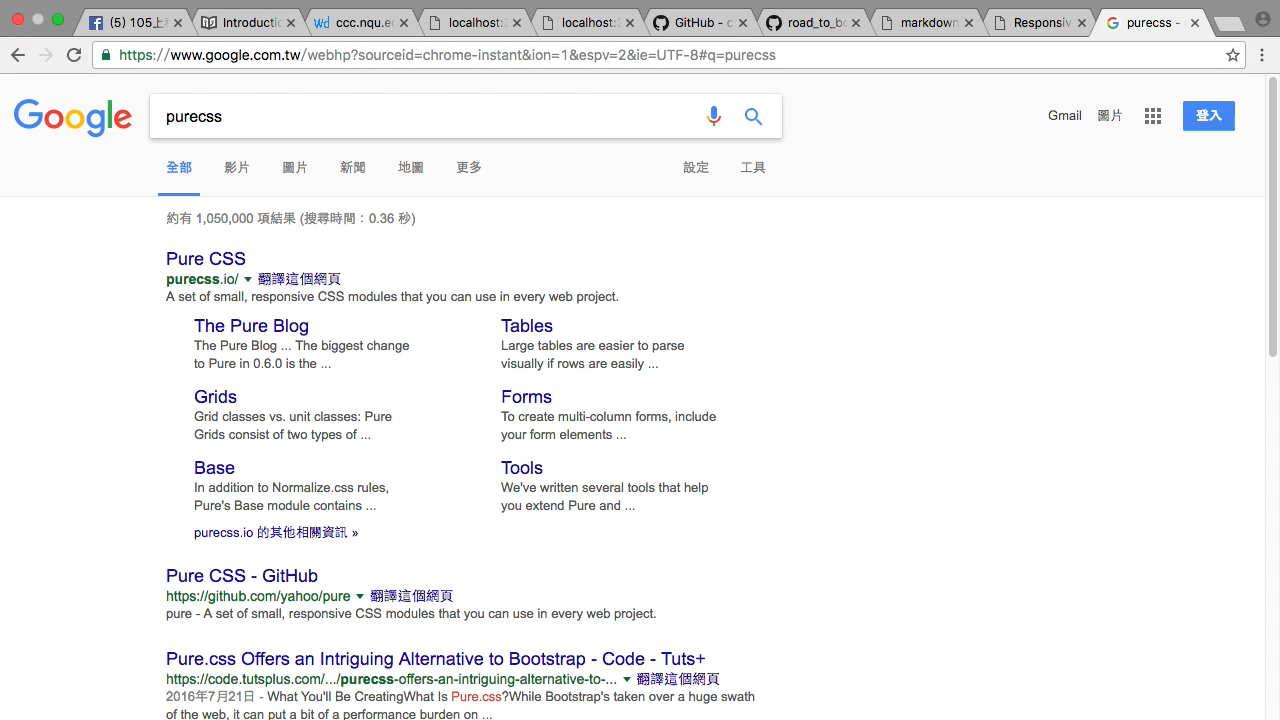 (5) 105上
Introductio
Wd ccc.nqu.e
localhost:
localhost:
GitHub - c
road_to_b
markdown
Responsiv
purecss -
https://www.google.com.tw/webhp?sourceid=chrome-instant&ion=1&espv=2&ie=UTF-8#q=purecss
Google
purecss
Gmail 圖片
登入
全部 影片 圖片 新聞 地圖 更多 設定 工具
約有 1,050,000 項結果 (搜尋時間：0.36 秒)
Pure CSS
purecss.io/ 翻譯這個網頁
A set of small, responsive CSS modules that you can use in every web project.
The Pure Blog
The Pure Blog ... The biggest change
to Pure in 0.6.0 is the ...
Tables
Large tables are easier to parse
visually if rows are easily ...
Grids
Grid classes vs. unit classes: Pure
Grids consist of two types of ...
Forms
To create multi-column forms, include
your form elements ...
Base
In addition to Normalize.css rules,
Pure's Base module contains ...
Tools
We've written several tools that help
you extend Pure and ...
purecss.io 的其他相關資訊 »
Pure CSS - GitHub
https://github.com/yahoo/pure 翻譯這個網頁
pure - A set of small, responsive CSS modules that you can use in every web project.
Pure.css Offers an Intriguing Alternative to Bootstrap - Code - Tuts+
https://code.tutsplus.com/.../purecss-offers-an-intriguing-alternative-to-... 翻譯這個網頁
2016年7月21日 - What You'll Be CreatingWhat Is Pure.css?While Bootstrap's taken over a huge swath
of the web, it can put a bit of a performance burden on ...